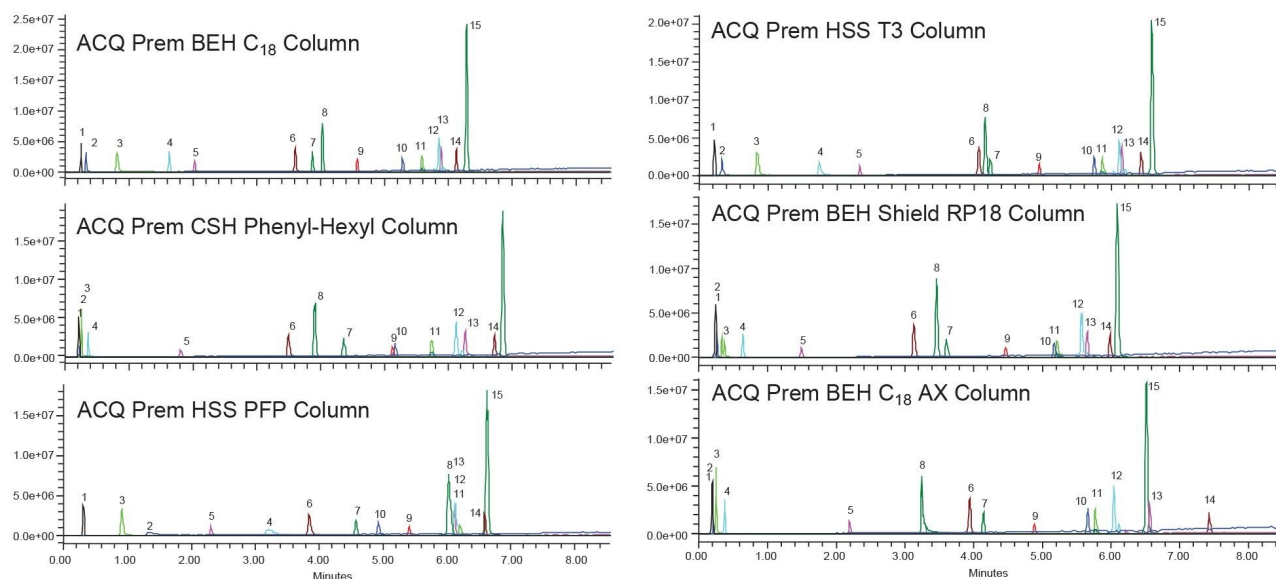 ACQ Prem BEH C18 Column
2.5e+07
2.0e+07
1.5e+07
1.0e+07
5.0e+06
0.0e+00
1 2 3 4 5 6 7 8 9 10 11 12 13 14 15
ACQ Prem CSH Phenyl-Hexyl Column
1.5e+07
1.0e+07
5.0e+06
0.0e+00
3
2
1 4 5 6 8 7 9 10 11 12 13 14
ACQ Prem HSS PFP Column
1.5e+07
1.0e+07
5.0e+06
0.0e+00
1 3 2 5 4 6 7 10 9 8 13
12
11
14 15
0.00 1.00 2.00 3.00 4.00 5.00 6.00 7.00 8.00
Minutes
ACQ Prem HSS T3 Column
2.0e+07
1.5e+07
1.0e+07
5.0e+06
0.0e+00
1 2 3 4 5 6 8 7 9 10 11 12 13 14 15
ACQ Prem BEH Shield RP18 Column
1.5e+07
1.0e+07
5.0e+06
0.0e+00
2
1 3 4 5 6 8 7 9 10 11 12 13 14 15
ACQ Prem BEH C18 AX Column
1.5e+07
1.0e+07
5.0e+06
0.0e+00
3
2
1 4 5 8 6 7 9 10 11 12 15 13 14
0.00 1.00 2.00 3.00 4.00 5.00 6.00 7.00 8.00
Minutes